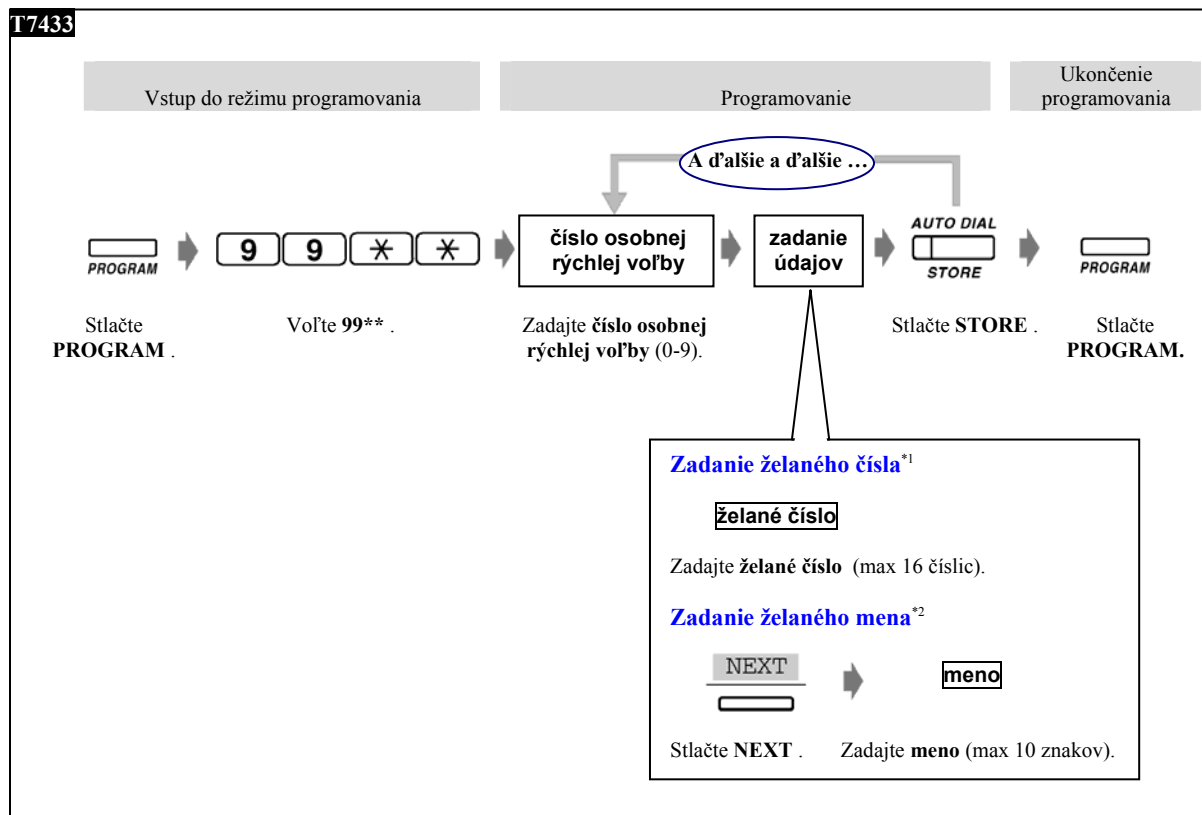 T7433
Vstup do režimu programovania
Programovanie
Ukončenie
programovania
A ďalšie a ďalšie …
PROGRAM
9 9 * *
číslo osobnej
rýchlej voľby
zadanie
údajov
AUTO DIAL
STORE
PROGRAM
Stlačte
PROGRAM .
Voľte 99** .
Zadajte číslo osobnej
rýchlej voľby (0-9).
Stlačte STORE .
Stlačte
PROGRAM.
Zadanie želaného čísla*1
želané číslo
Zadajte želané číslo (max 16 číslic).
Zadanie želaného mena*2
NEXT
meno
Stlačte NEXT .
Zadajte meno (max 10 znakov).